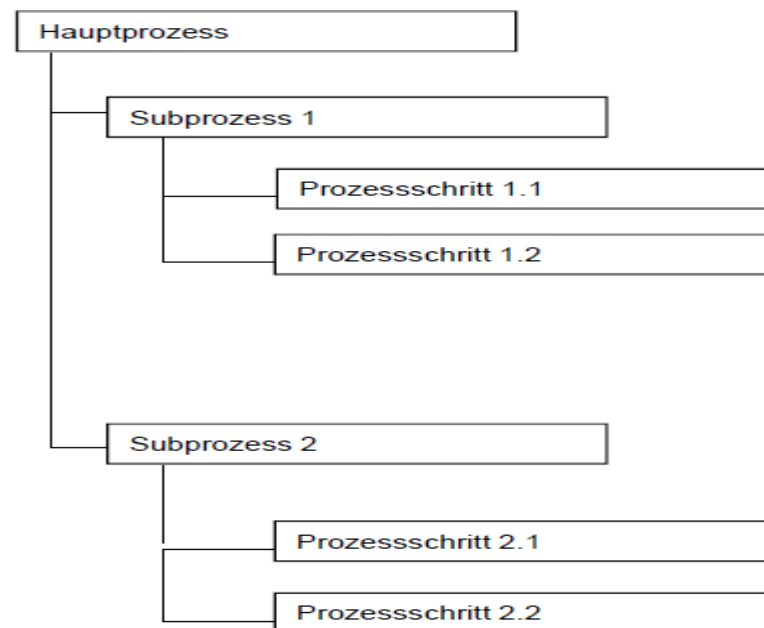 Hauptprozess
Subprozess 1
Prozessschritt 1.1
Prozessschritt 1.2
Subprozess 2
Prozessschritt 2.1
Prozessschritt 2.2